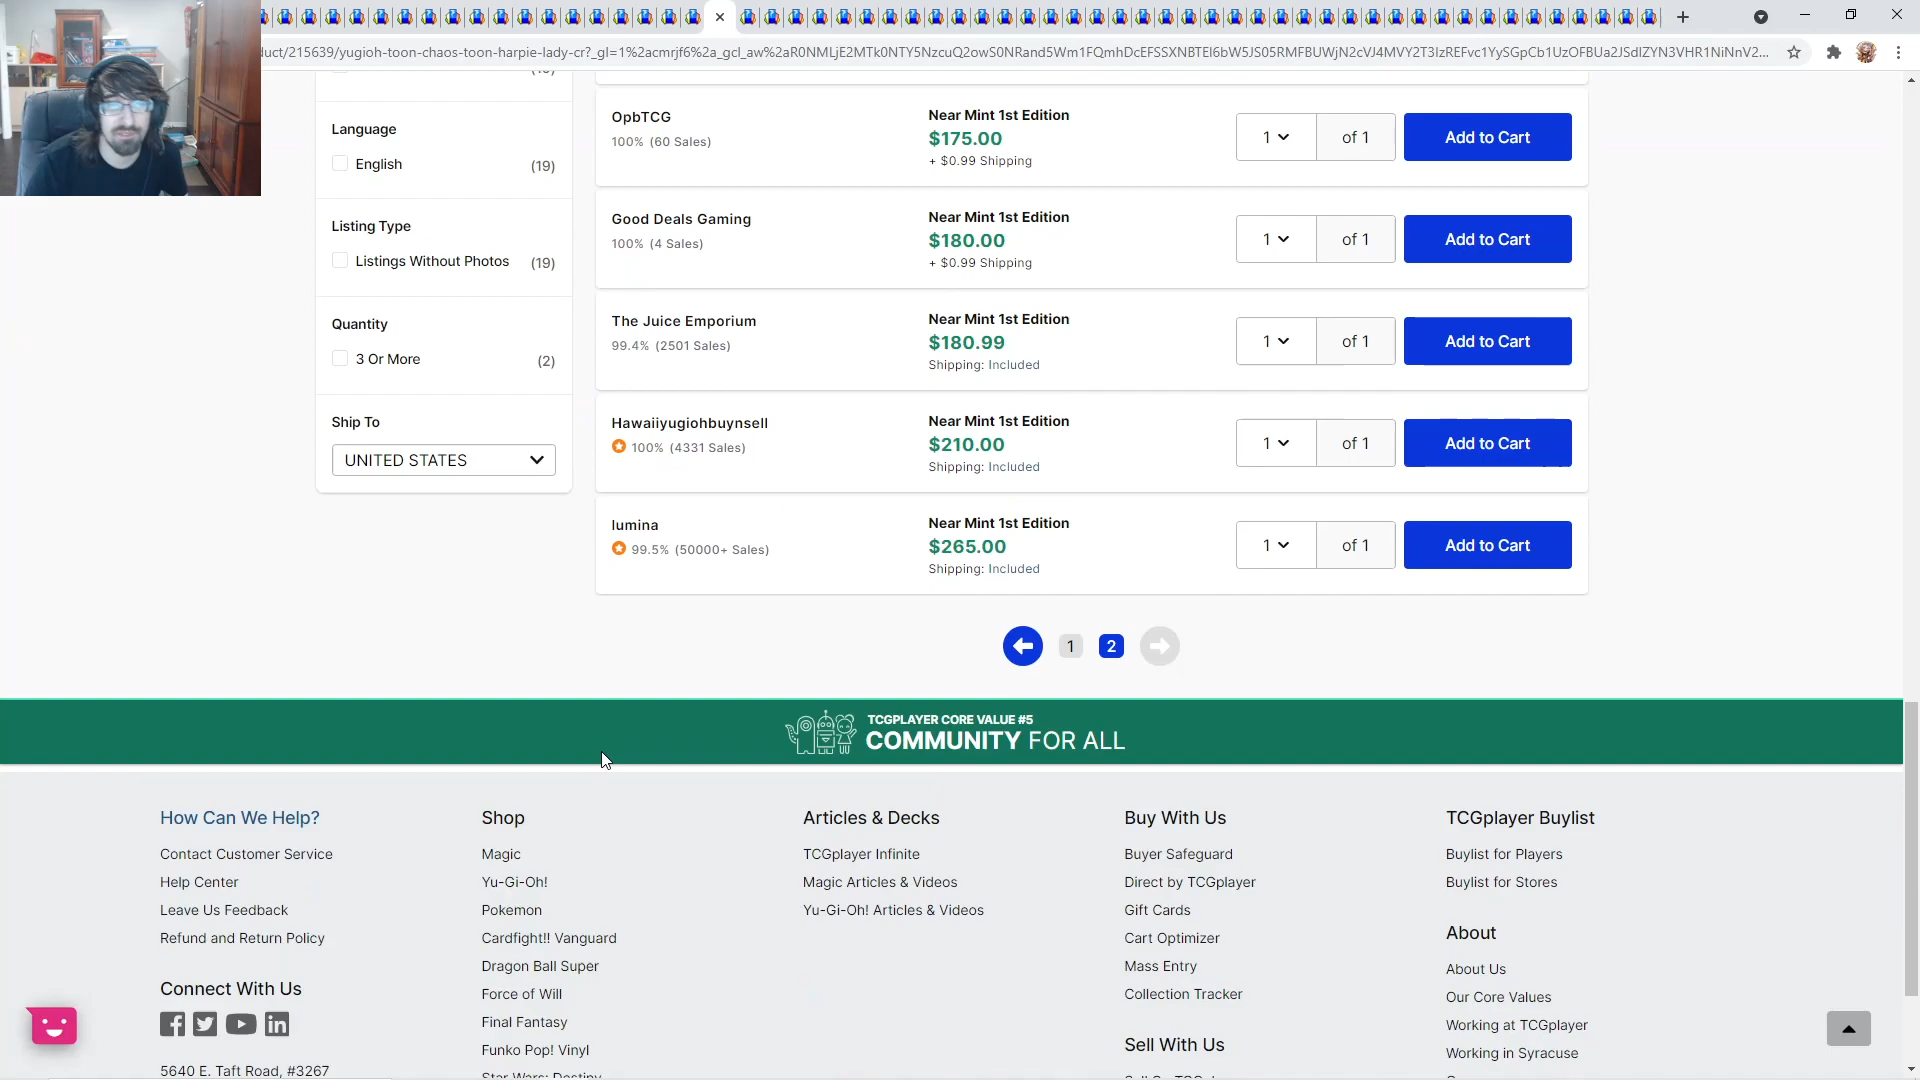 duct/215639/yugioh-toon-chaos-toon-harpie-lady-cr?_gl=1%2acmrjf6%2a_gcl_aw%2aR0NMLjE2MTk0NTY5NzcuQ2owS0NRand5Wm1FQmhDcEFSSXNBTEl6bW5JS05RMFBUWjN2cVJ4MVY2T3IzREFvc1YySGpCb1UzOFBUa2JSdlZYN3VHR1NiNnV2...
OpbTCG
100% (60 Sales)
Near Mint 1st Edition
$175.00
+ $0.99 Shipping
1
of 1
Add to Cart
Language
English
(19)
Good Deals Gaming
100% (4 Sales)
Near Mint 1st Edition
$180.00
+ $0.99 Shipping
1
of 1
Add to Cart
Listing Type
Listings Without Photos
(19)
The Juice Emporium
99.4% (2501 Sales)
Near Mint 1st Edition
$180.99
Shipping: Included
1
of 1
Add to Cart
Quantity
3 Or More
(2)
Hawaiiyugiohbuynsell
100% (4331 Sales)
Near Mint 1st Edition
$210.00
Shipping: Included
1
of 1
Add to Cart
Ship To
UNITED STATES
lumina
99.5% (50000+ Sales)
Near Mint 1st Edition
$265.00
Shipping: Included
1
of 1
Add to Cart
1
2
TCGPLAYER CORE VALUE #5
COMMUNITY FOR ALL
How Can We Help?
Contact Customer Service
Help Center
Leave Us Feedback
Refund and Return Policy
Connect With Us
5640 E. Taft Road, #3267
Shop
Magic
Yu-Gi-Oh!
Pokemon
Cardfight!! Vanguard
Dragon Ball Super
Force of Will
Final Fantasy
Funko Pop! Vinyl
Star Wars: Destiny
Articles & Decks
TCGplayer Infinite
Magic Articles & Videos
Yu-Gi-Oh! Articles & Videos
Buy With Us
Buyer Safeguard
Direct by TCGplayer
Gift Cards
Cart Optimizer
Mass Entry
Collection Tracker
Sell With Us
TCGplayer Buylist
Buylist for Players
Buylist for Stores
About
About Us
Our Core Values
Working at TCGplayer
Working in Syracuse